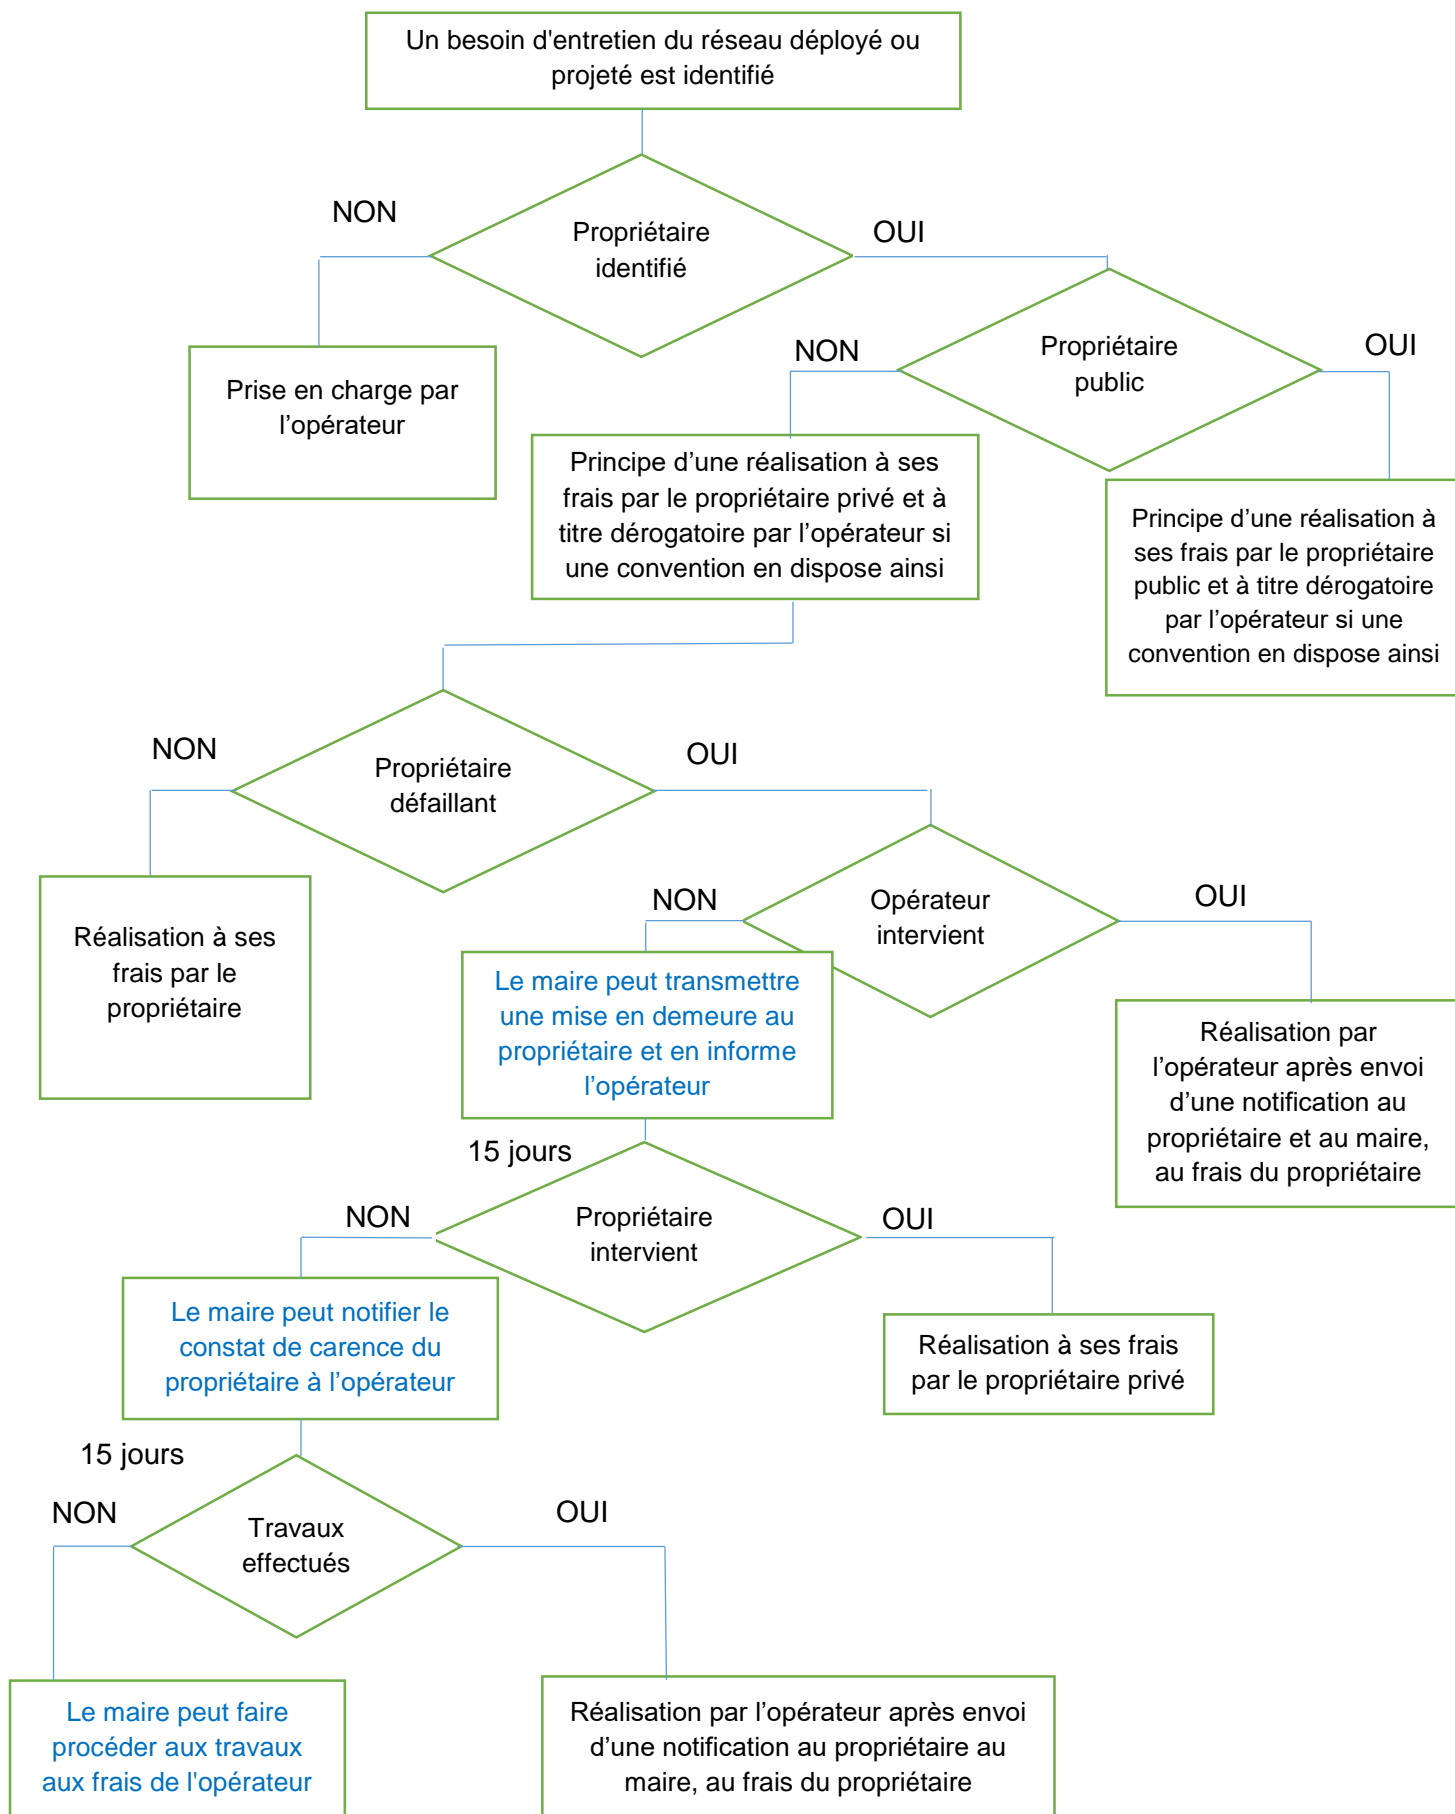 Un besoin d'entretien du réseau déployé ou
projeté est identifié
NON
Propriétaire
identifié
OUI
Prise en charge par
l’opérateur
NON
Propriétaire
public
OUI
Principe d’une réalisation à ses
frais par le propriétaire privé et à
titre dérogatoire par l’opérateur si
une convention en dispose ainsi
Principe d’une réalisation à
ses frais par le propriétaire
public et à titre dérogatoire
par l’opérateur si une
convention en dispose ainsi
NON
Propriétaire
défaillant
OUI
Réalisation à ses
frais par le
propriétaire
NON
Opérateur
intervient
OUI
Le maire peut transmettre
une mise en demeure au
propriétaire et en informe
l’opérateur
Réalisation par
l’opérateur après envoi
d’une notification au
propriétaire et au maire,
au frais du propriétaire
15 jours
NON
Propriétaire
intervient
OUI
Le maire peut notifier le
constat de carence du
propriétaire à l’opérateur
Réalisation à ses frais
par le propriétaire privé
15 jours
NON
Travaux
effectués
OUI
Le maire peut faire
procéder aux travaux
aux frais de l'opérateur
Réalisation par l’opérateur après envoi
d’une notification au propriétaire au
maire, au frais du propriétaire